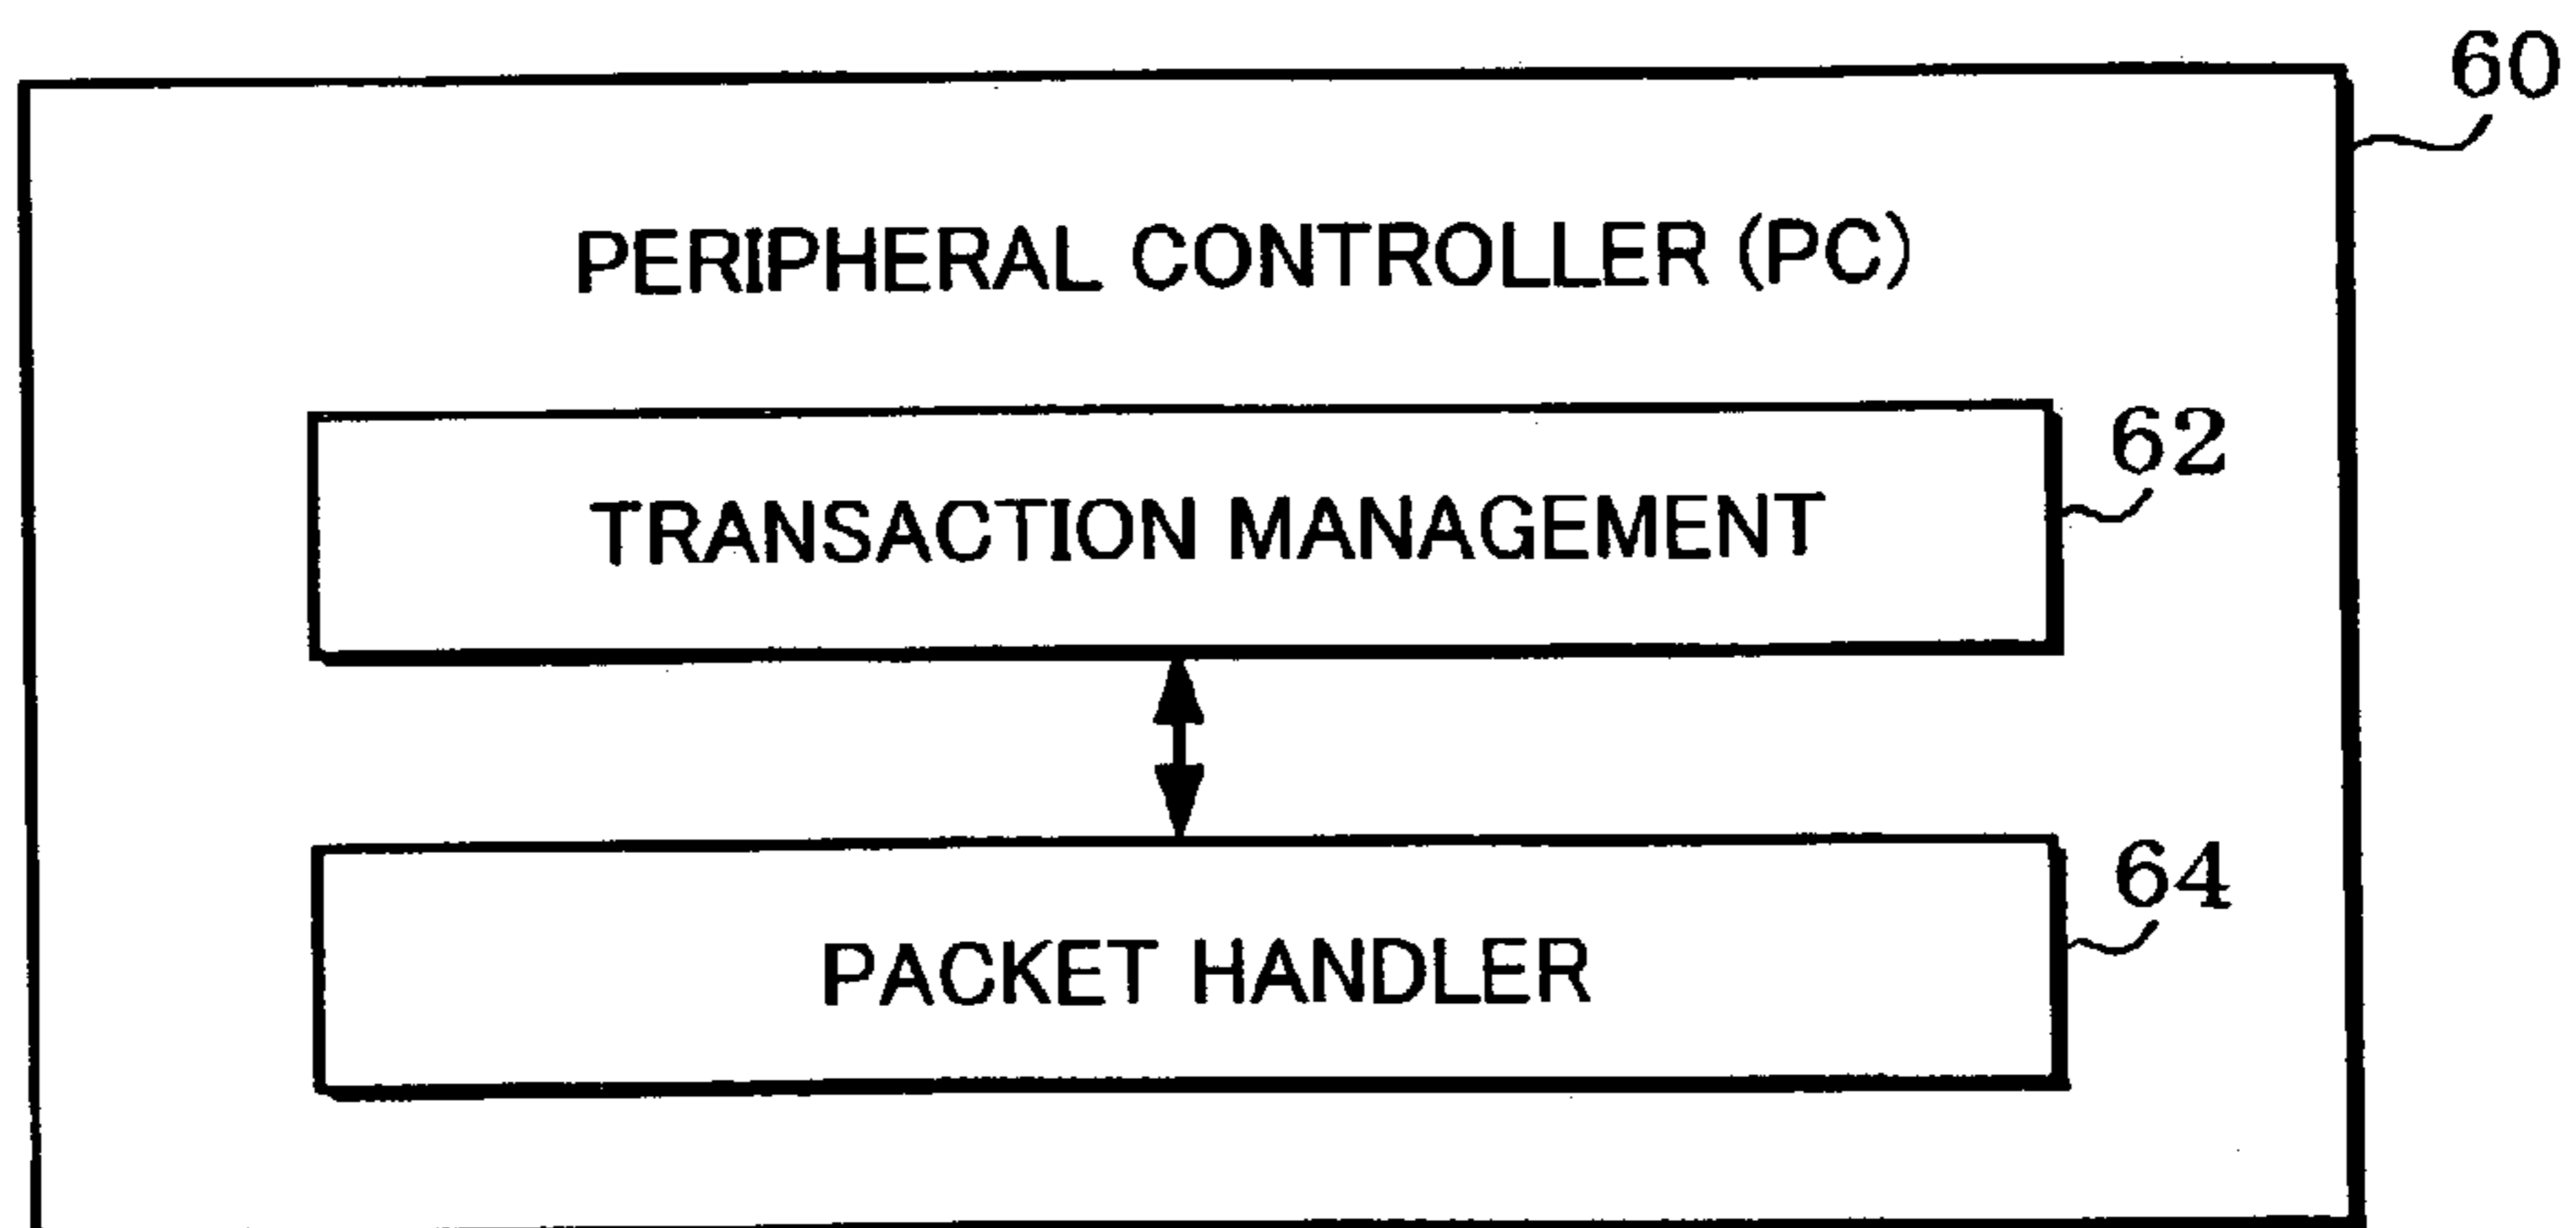 60
PERIPHERAL CONTROLLER (PC)
62
TRANSACTION MANAGEMENT
64
PACKET HANDLER